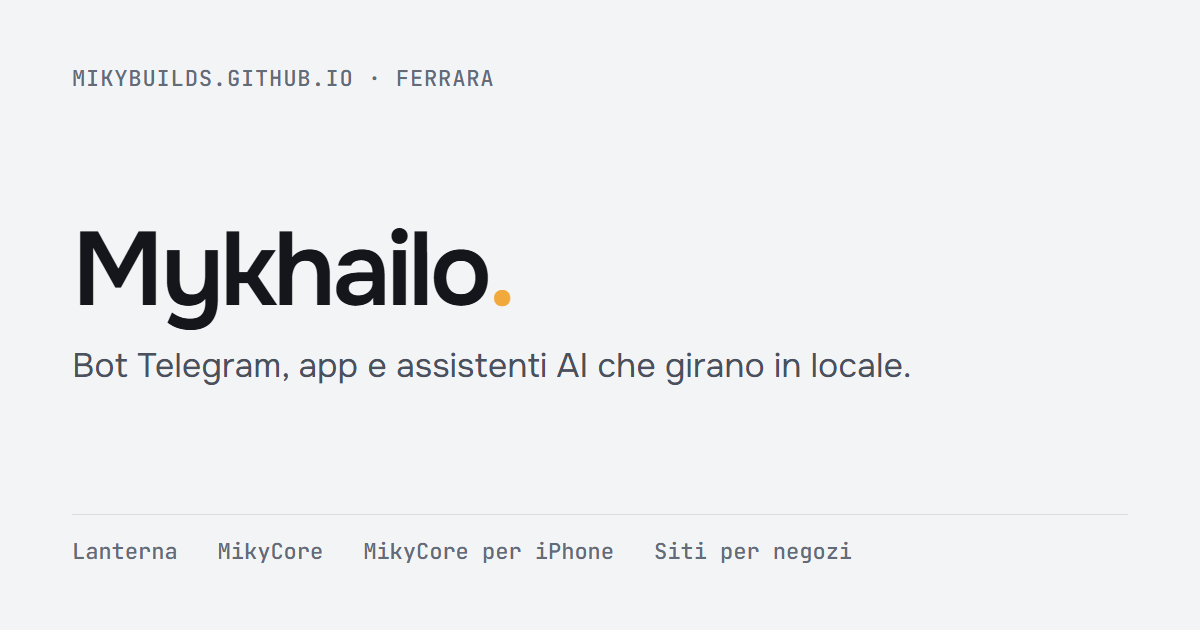 MIKYBUILDS.GITHUB.IO · FERRARA
Mykhailo.
Bot Telegram, app e assistenti AI che girano in locale.
Lanterna MikyCore MikyCore per iPhone Siti per negozi